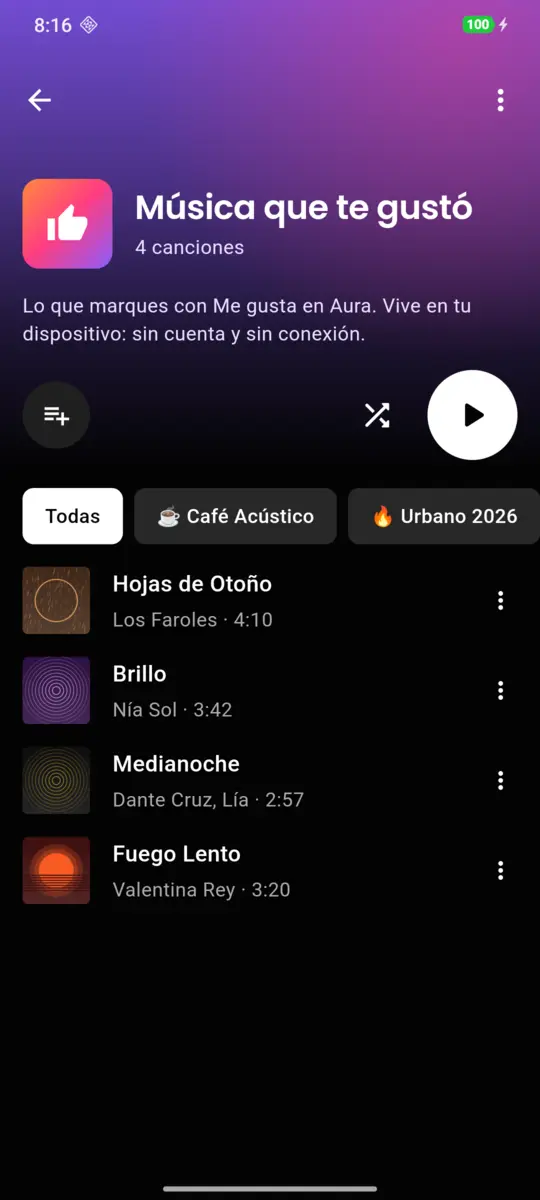 8:16
100
Música que te gustó
4 canciones
Lo que marques con Me gusta en Aura. Vive en tu
dispositivo: sin cuenta y sin conexión.
Todas
☕ Café Acústico
🔥 Urbano 2026
Hojas de Otoño
Los Faroles · 4:10
Brillo
Nía Sol · 3:42
Medianoche
Dante Cruz, Lía · 2:57
Fuego Lento
Valentina Rey · 3:20